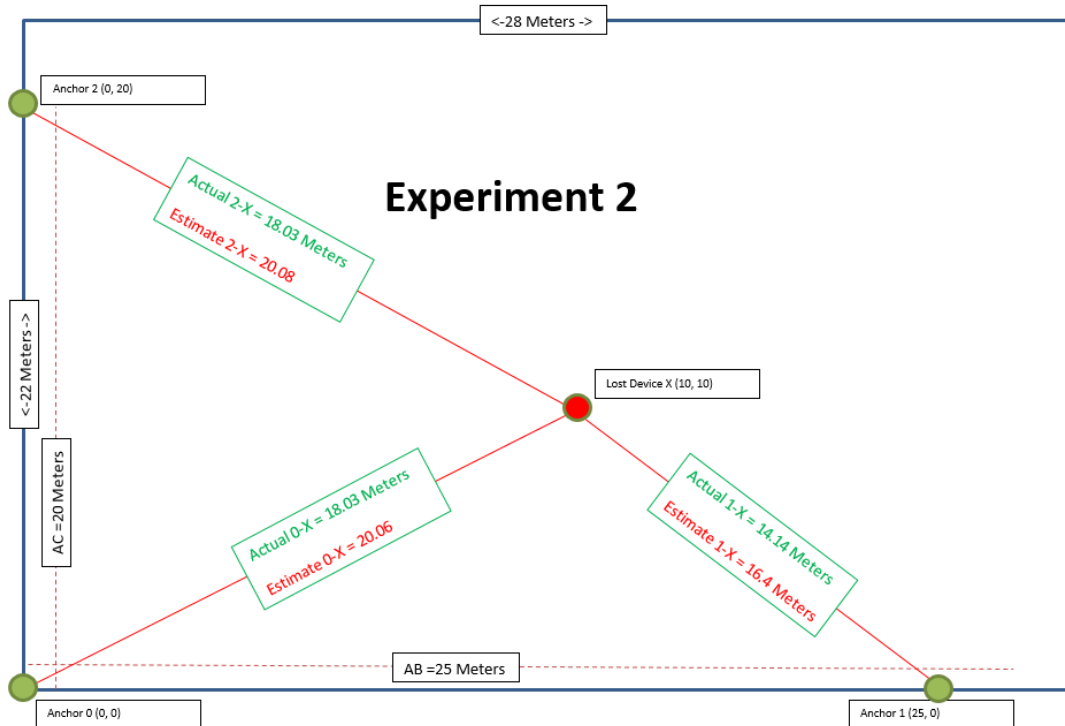 <-28 Meters ->
Anchor 2 (0, 20)
Experiment 2
Actual 2-X = 18.03 Meters
Estimate 2-X = 20.08
<-22 Meters ->
Lost Device X (10, 10)
AC =20 Meters
Actual 0-X = 18.03 Meters
Estimate 0-X = 20.06
Actual 1-X = 14.14 Meters
Estimate 1-X = 16.4 Meters
AB =25 Meters
Anchor 0 (0, 0)
Anchor 1 (25, 0)